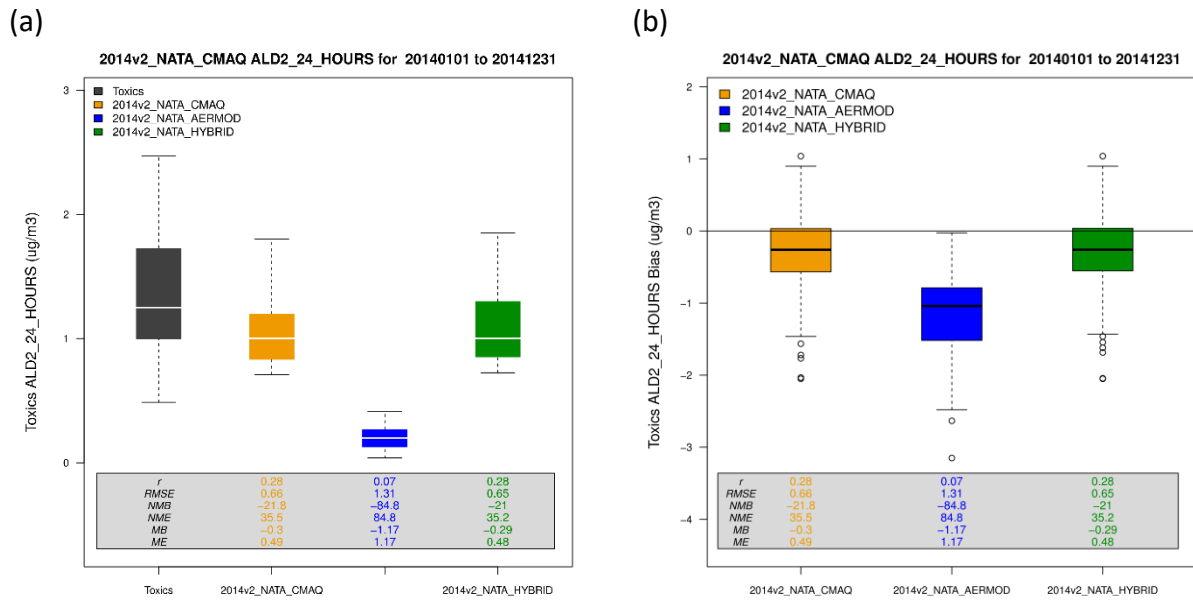 (a)
2014v2_NATA_CMAQ ALD2_24_HOURS for 20140101 to 20141231
Toxics
2014v2_NATA_CMAQ
2014v2_NATA_AERMOD
2014v2_NATA_HYBRID
Toxics ALD2_24_HOURS (ug/m3)
3
2
1
0
r 0.28 0.07 0.28
RMSE 0.66 1.31 0.65
NMB −21.8 −84.8 −21
NME 35.5 84.8 35.2
MB −0.3 −1.17 −0.29
ME 0.49 1.17 0.48
Toxics 2014v2_NATA_CMAQ 2014v2_NATA_HYBRID
(b)
2014v2_NATA_CMAQ ALD2_24_HOURS for 20140101 to 20141231
2014v2_NATA_CMAQ
2014v2_NATA_AERMOD
2014v2_NATA_HYBRID
Toxics ALD2_24_HOURS Bias (ug/m3)
2
1
0
−1
−2
−3
−4
r 0.28 0.07 0.28
RMSE 0.66 1.31 0.65
NMB −21.8 −84.8 −21
NME 35.5 84.8 35.2
MB −0.3 −1.17 −0.29
ME 0.49 1.17 0.48
2014v2_NATA_CMAQ 2014v2_NATA_AERMOD 2014v2_NATA_HYBRID